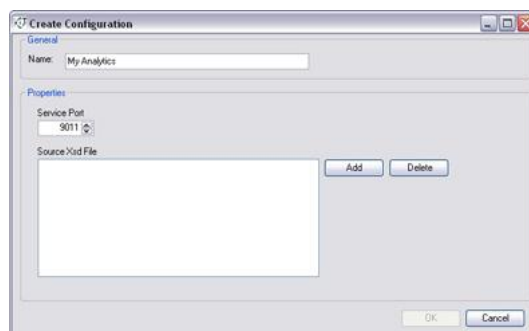 Create Configuration
General
Name: My Analytics
Properties
Service Port
9011
Source Xsd File
Add Delete
OK Cancel